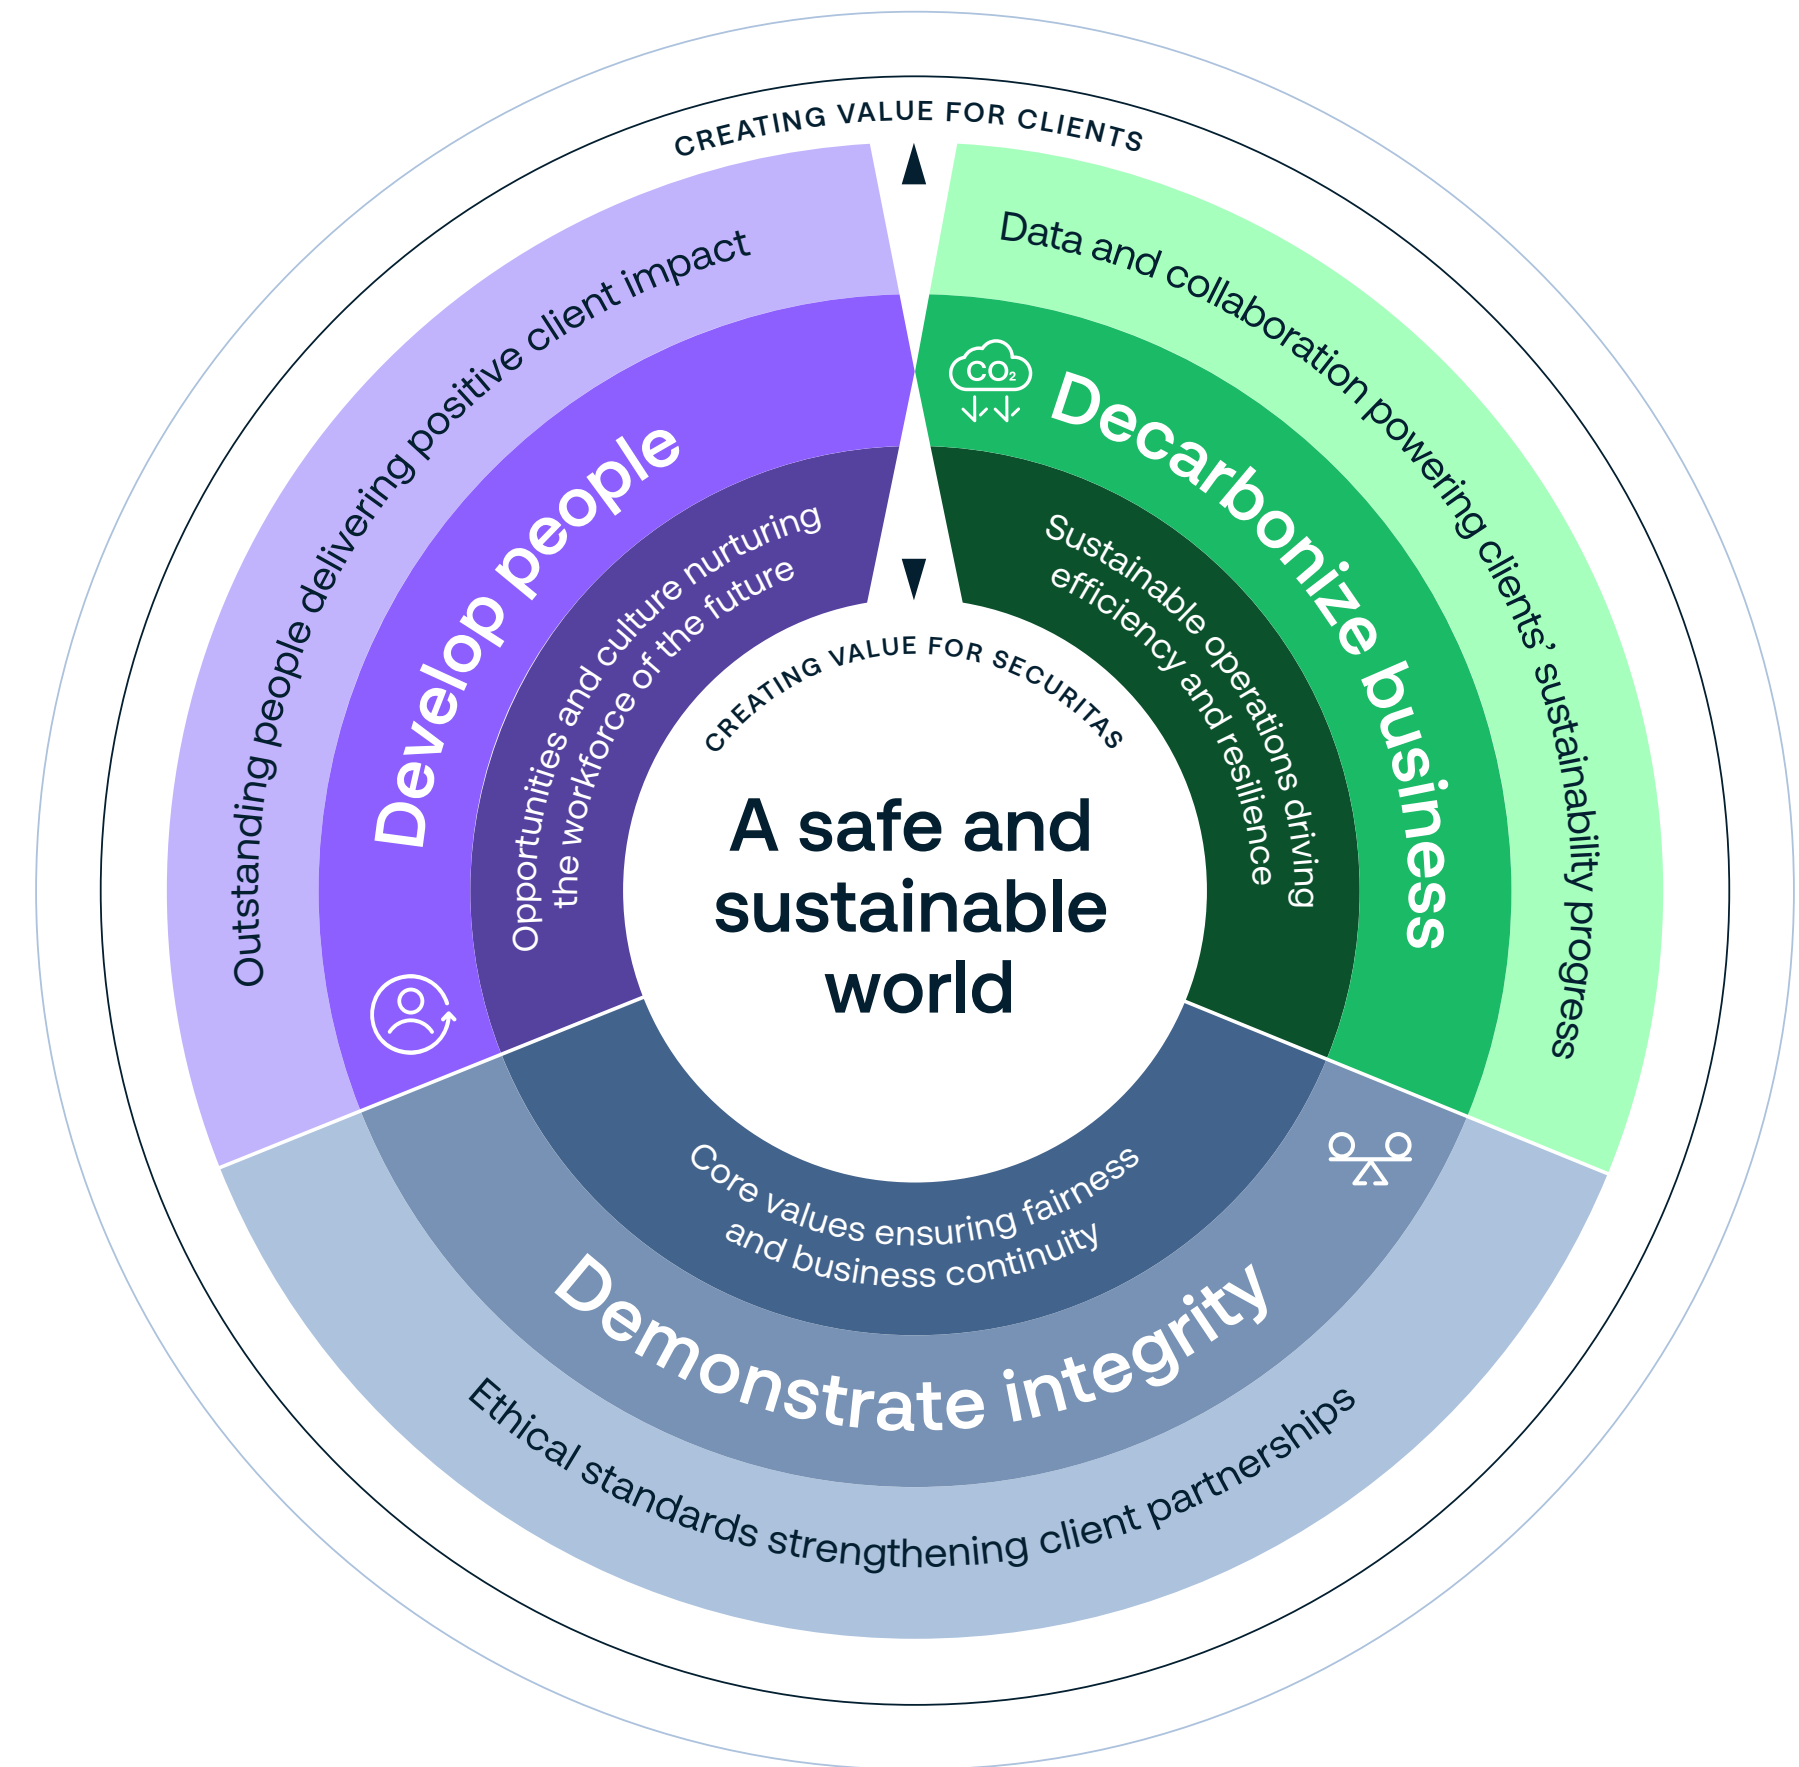 CREATING VALUE FOR CLIENTS
Outstanding people delivering positive client impact
Develop people
Opportunities and culture nurturing
the workforce of the future
Data and collaboration powering clients’ sustainability progress
CO₂
Decarbonize business
Sustainable operations driving
efficiency and resilience
CREATING VALUE FOR SECURITAS
A safe and
sustainable
world
Core values ensuring fairness
and business continuity
Demonstrate integrity
Ethical standards strengthening client partnerships